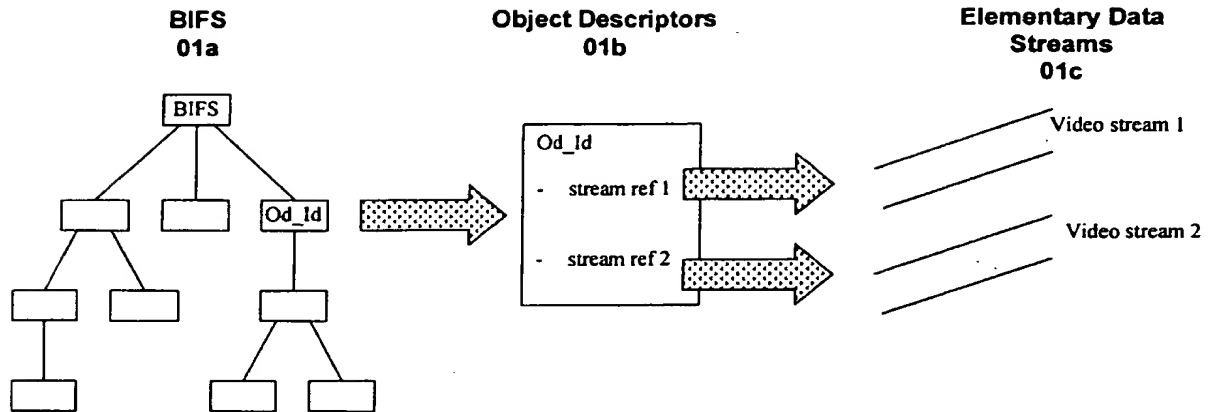 BIFS
01a
Object Descriptors
01b
Elementary Data
Streams
01c
BIFS
Od_Id
Od_Id
- stream ref 1
- stream ref 2
Video stream 1
Video stream 2